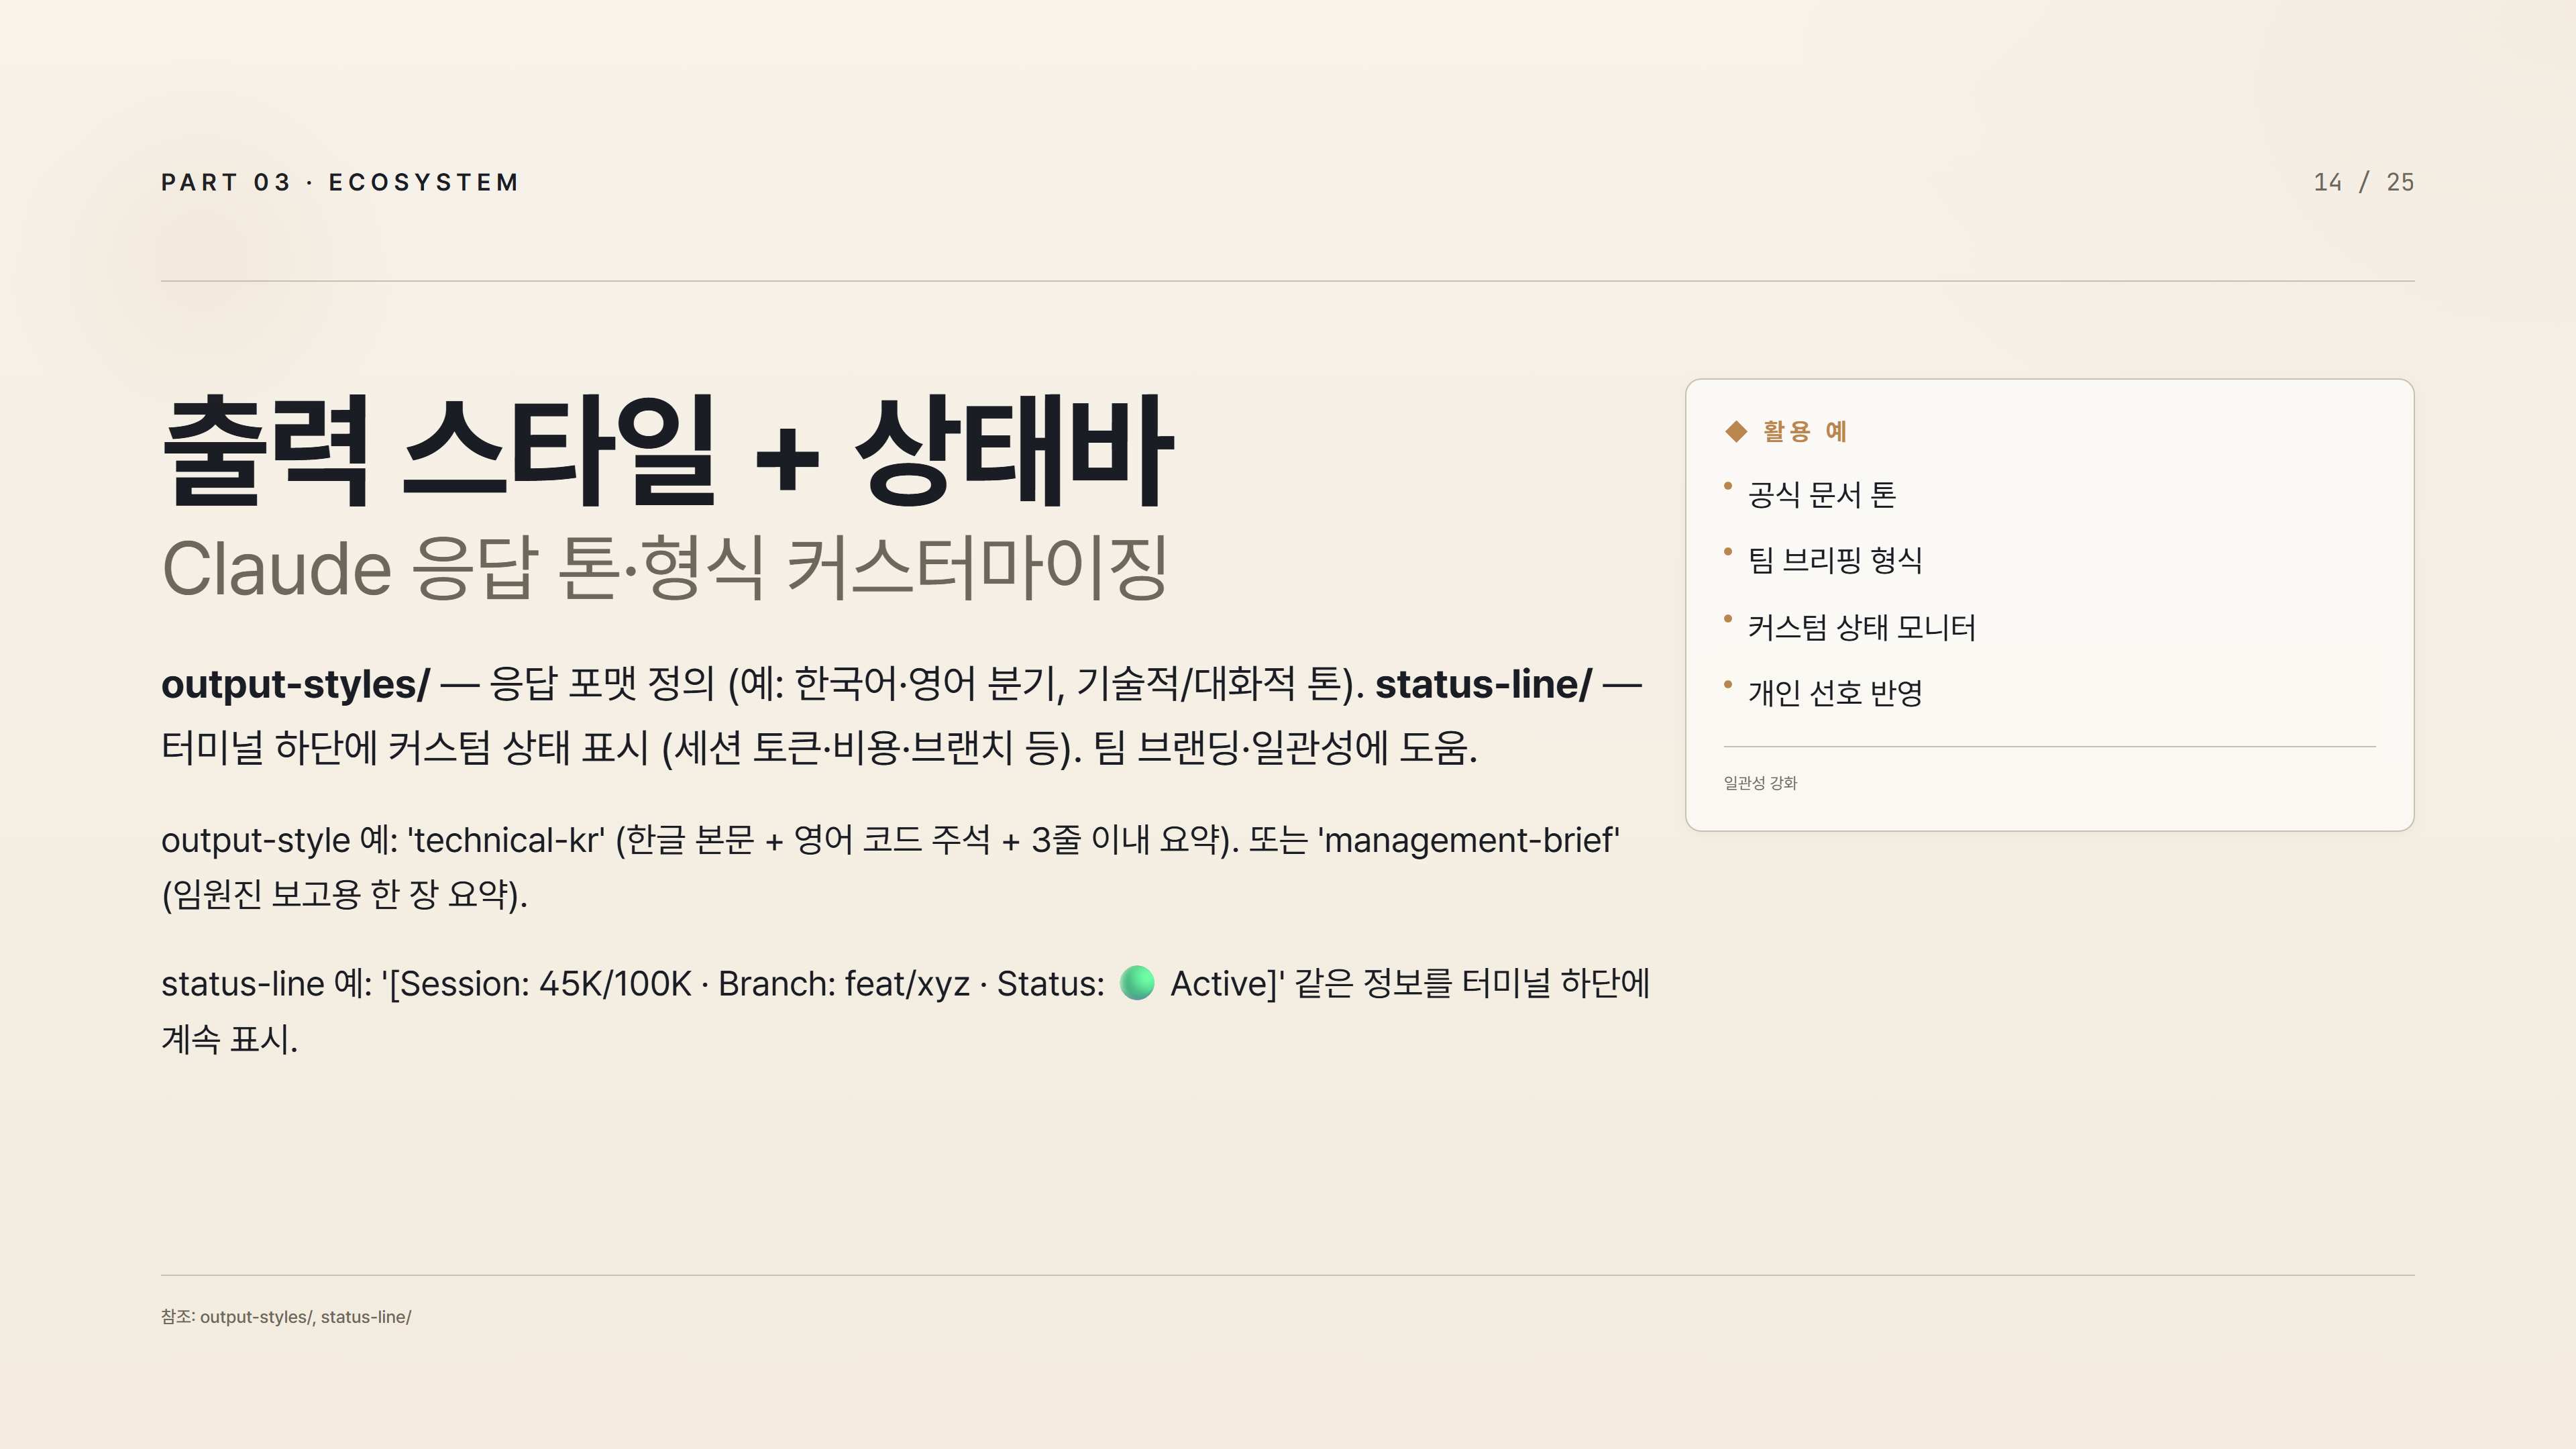 PART 03 · ECOSYSTEM
14 / 25
출력 스타일 + 상태바
Claude 응답 톤·형식 커스터마이징
output-styles/ — 응답 포맷 정의 (예: 한국어·영어 분기, 기술적/대화적 톤). status-line/ —
터미널 하단에 커스텀 상태 표시 (세션 토큰·비용·브랜치 등). 팀 브랜딩·일관성에 도움.
output-style 예: 'technical-kr' (한글 본문 + 영어 코드 주석 + 3줄 이내 요약). 또는 'management-brief'
(임원진 보고용 한 장 요약).
status-line 예: '[Session: 45K/100K · Branch: feat/xyz · Status: 🟢 Active]' 같은 정보를 터미널 하단에
계속 표시.
◆ 활용 예
• 공식 문서 톤
• 팀 브리핑 형식
• 커스텀 상태 모니터
• 개인 선호 반영
일관성 강화
참조: output-styles/, status-line/